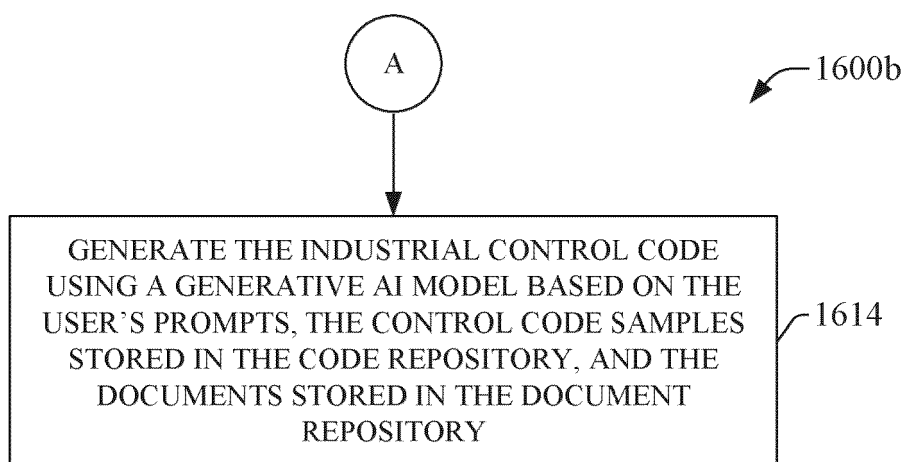 A
1600b
GENERATE THE INDUSTRIAL CONTROL CODE
USING A GENERATIVE AI MODEL BASED ON THE
USER'S PROMPTS, THE CONTROL CODE SAMPLES
STORED IN THE CODE REPOSITORY, AND THE
DOCUMENTS STORED IN THE DOCUMENT
REPOSITORY
1614